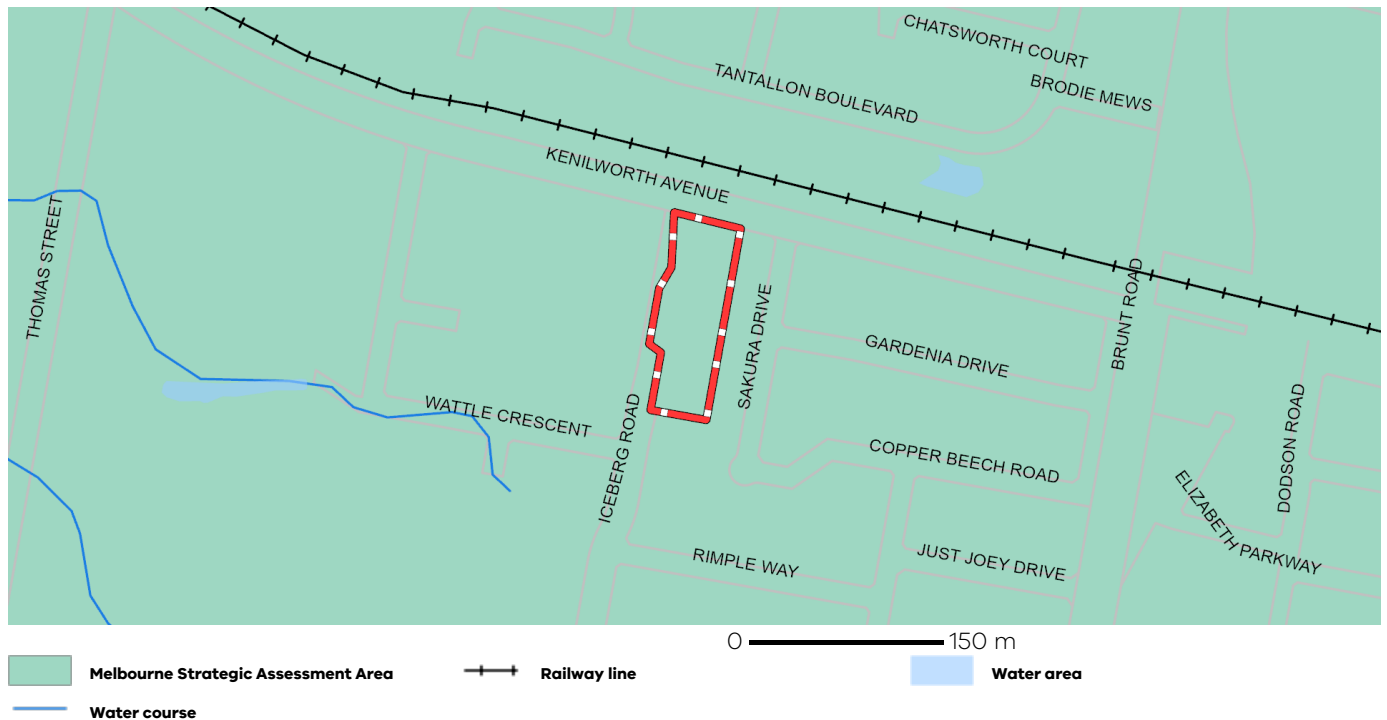 CHATSWORTH COURT
TANTALLON BOULEVARD
BRODIE MEWS
KENILWORTH AVENUE
THOMAS STREET
BRUNT ROAD
SAKURA DRIVE
GARDENIA DRIVE
WATTLE CRESCENT
ICEBERG ROAD
DODSON ROAD
COPPER BEECH ROAD
ELIZABETH PARKWAY
RIMPLE WAY
JUST JOEY DRIVE
0 150 m
Melbourne Strategic Assessment Area
Railway line
Water area
Water course